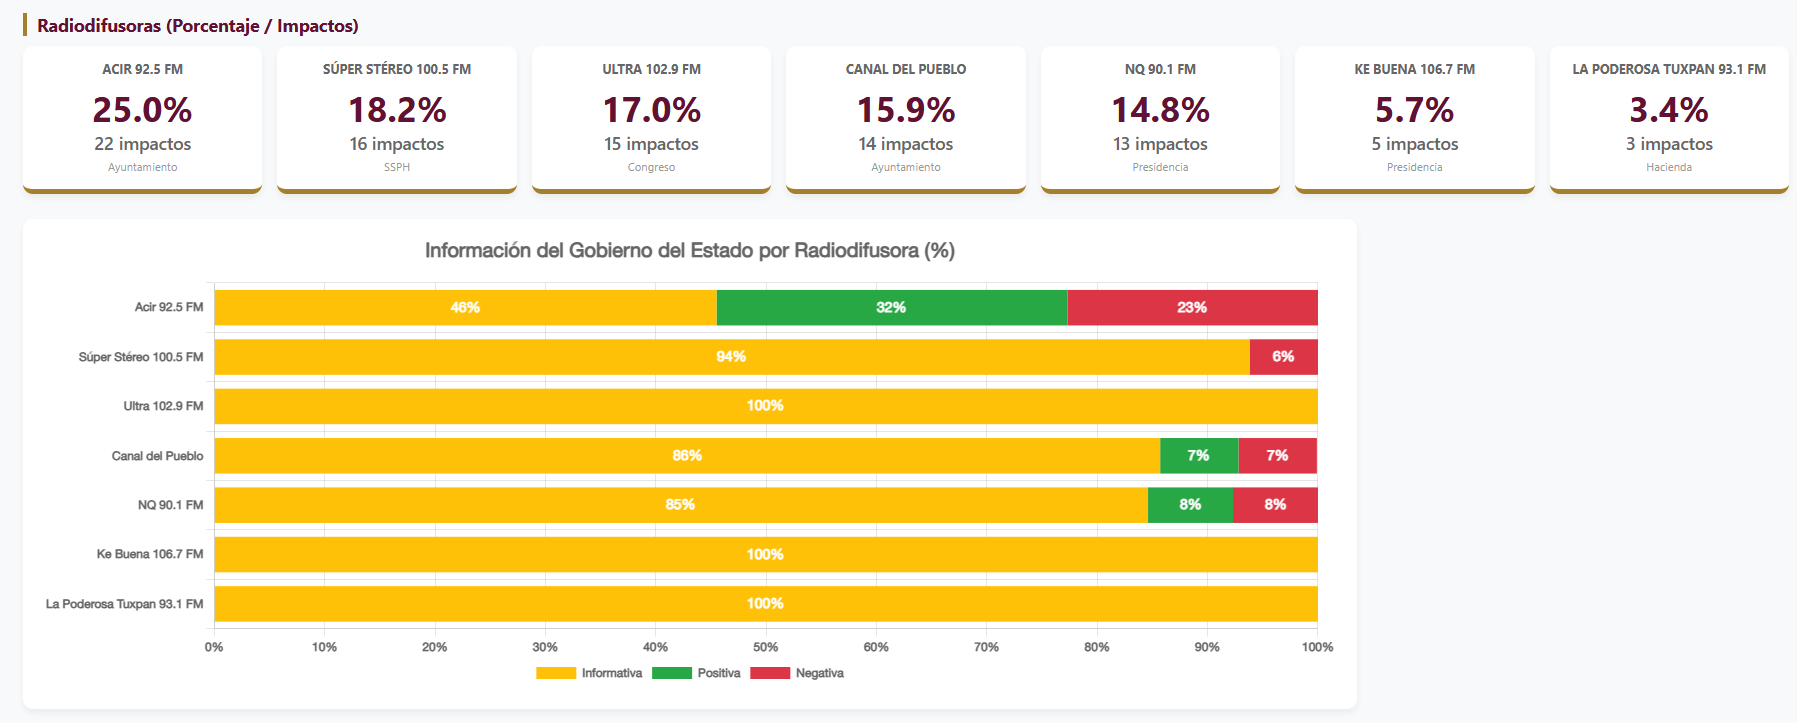 Radiodifusoras (Porcentaje / Impactos)
ACIR 92.5 FM
25.0%
22 impactos
Ayuntamiento
SÚPER STÉREO 100.5 FM
18.2%
16 impactos
SSPH
ULTRA 102.9 FM
17.0%
15 impactos
Congreso
CANAL DEL PUEBLO
15.9%
14 impactos
Ayuntamiento
NQ 90.1 FM
14.8%
13 impactos
Presidencia
KE BUENA 106.7 FM
5.7%
5 impactos
Presidencia
LA PODEROSA TUXPAN 93.1 FM
3.4%
3 impactos
Hacienda
Información del Gobierno del Estado por Radiodifusora (%)
Acir 92.5 FM 46% 32% 23%
Súper Stéreo 100.5 FM 94% 6%
Ultra 102.9 FM 100%
Canal del Pueblo 86% 7% 7%
NQ 90.1 FM 85% 8% 8%
Ke Buena 106.7 FM 100%
La Poderosa Tuxpan 93.1 FM 100%
0% 10% 20% 30% 40% 50% 60% 70% 80% 90% 100%
Informativa Positiva Negativa